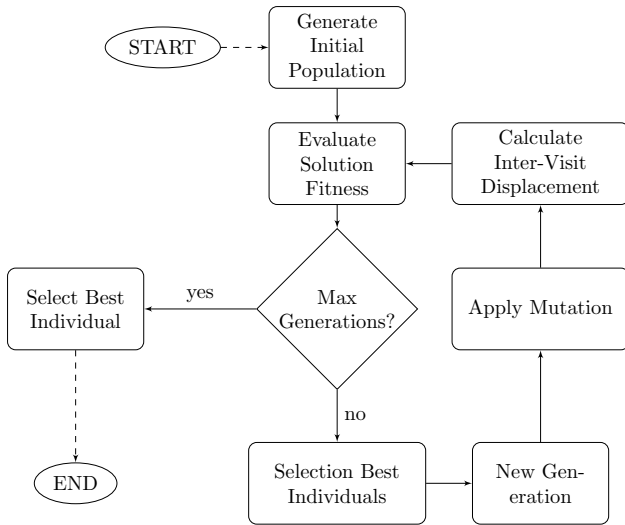 START
Generate
Initial
Population
Evaluate
Solution
Fitness
Calculate
Inter-Visit
Displacement
Select Best
Individual
yes
Max
Generations?
Apply Mutation
no
END
Selection Best
Individuals
New Gen-
eration